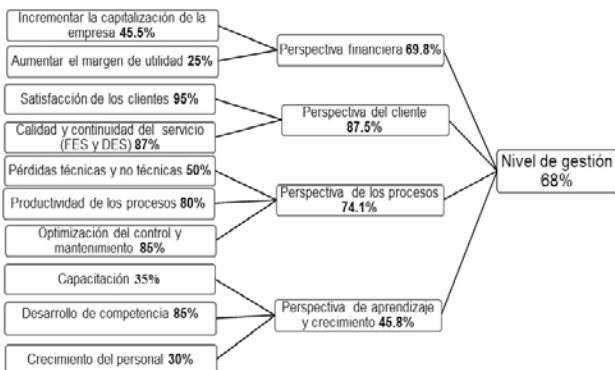 Incrementar la capitalización de la
empresa 45.5%
Aumentar el margen de utilidad 25%
Perspectiva financiera 69.8%
Satisfacción de los clientes 95%
Calidad y continuidad del servicio
(FES y DES) 87%
Perspectiva del cliente
87.5%
Pérdidas técnicas y no técnicas 50%
Productividad de los procesos 80%
Optimización del control y
mantenimiento 85%
Perspectiva de los procesos
74.1%
Capacitación 35%
Desarrollo de competencia 85%
Crecimiento del personal 30%
Perspectiva de aprendizaje
y crecimiento 45.8%
Nivel de gestión
68%